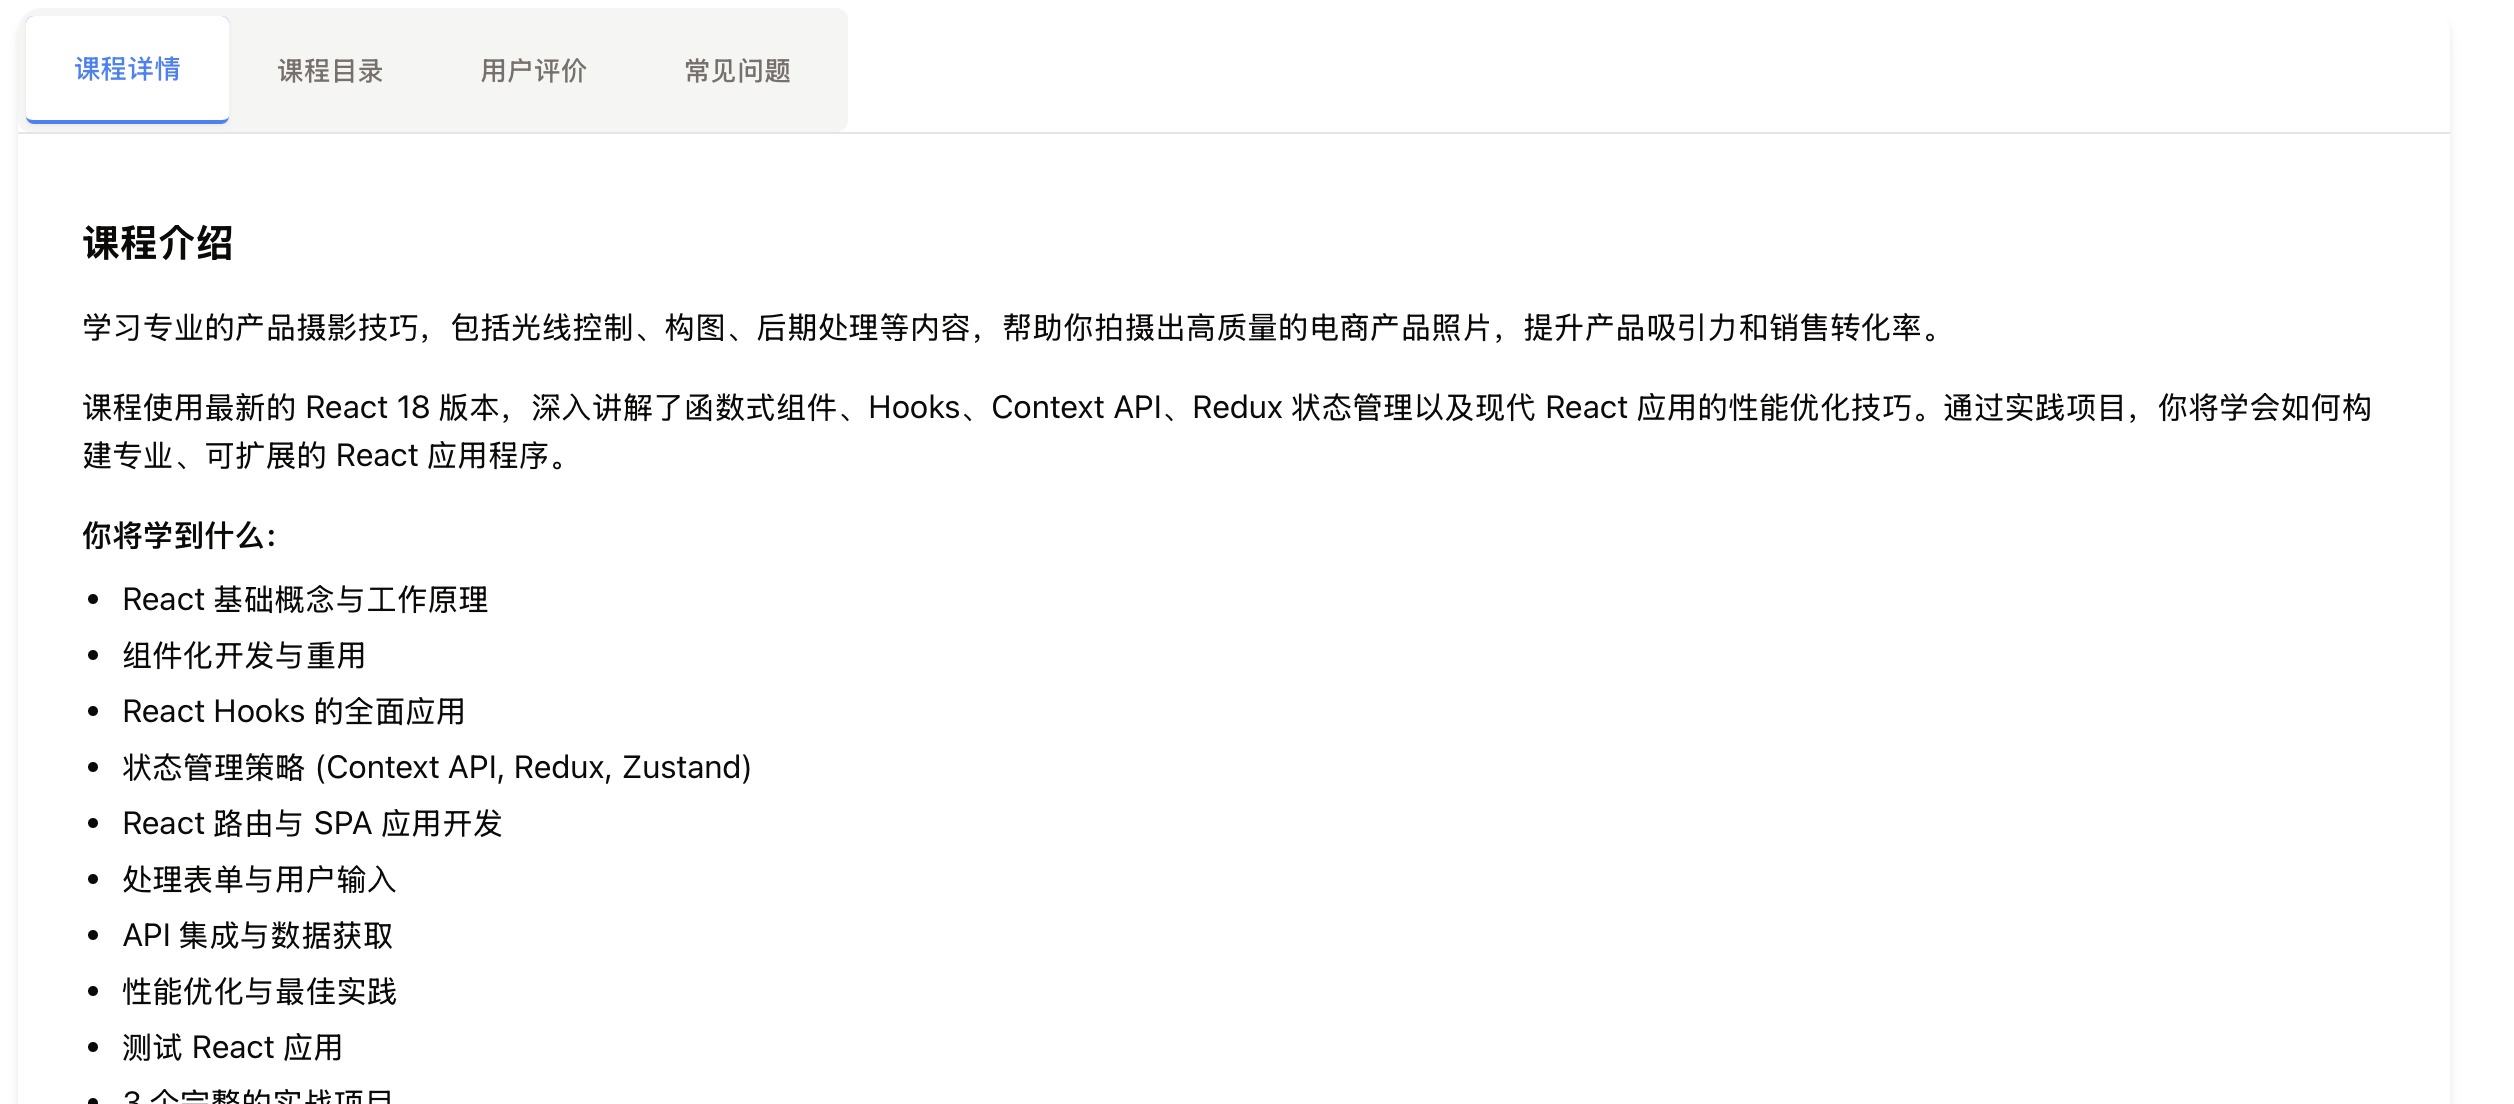 课程详情
课程目录
用户评价
常见问题
课程介绍
学习专业的产品摄影技巧，包括光线控制、构图、后期处理等内容，帮助你拍摄出高质量的电商产品照片，提升产品吸引力和销售转化率。
课程使用最新的 React 18 版本，深入讲解了函数式组件、Hooks、Context API、Redux 状态管理以及现代 React 应用的性能优化技巧。通过实践项目，你将学会如何构
建专业、可扩展的 React 应用程序。
你将学到什么：
• React 基础概念与工作原理
• 组件化开发与重用
• React Hooks 的全面应用
• 状态管理策略 (Context API, Redux, Zustand)
• React 路由与 SPA 应用开发
• 处理表单与用户输入
• API 集成与数据获取
• 性能优化与最佳实践
• 测试 React 应用
• 3 个完整的实战项目